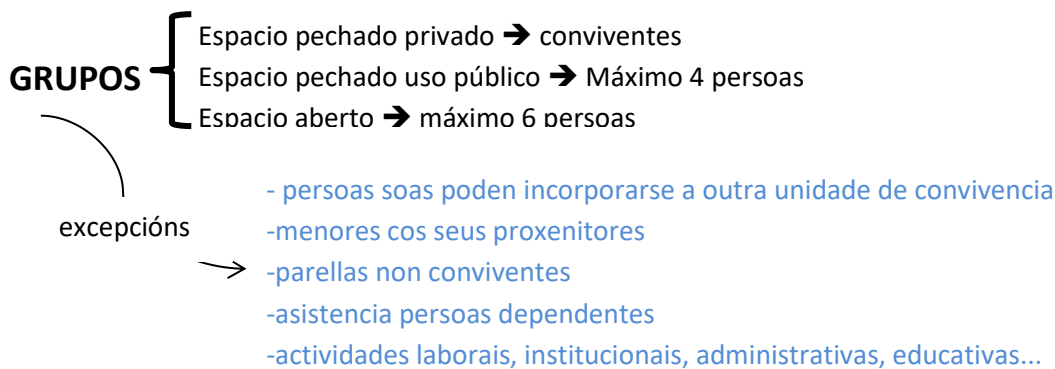 Espacio pechado privado ➔ conviventes
GRUPOS
Espacio pechado uso público ➔ Máximo 4 persoas
Espacio aberto ➔ máximo 6 persoas
- persoas soas poden incorporarse a outra unidade de convivencia
excepcións
-menores cos seus proxenitores
-parellas non conviventes
-asistencia persoas dependentes
-actividades laborais, institucionais, administrativas, educativas...